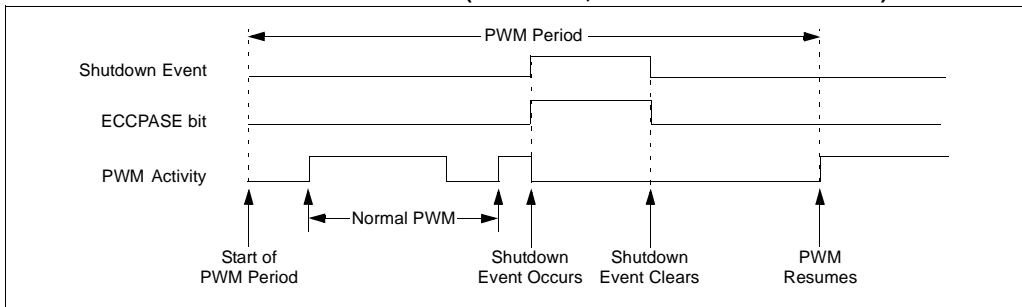 PWM Period
Shutdown Event
ECCPASE bit
PWM Activity
Normal PWM
Start of
PWM Period
Shutdown
Event Occurs
Shutdown
Event Clears
PWM
Resumes